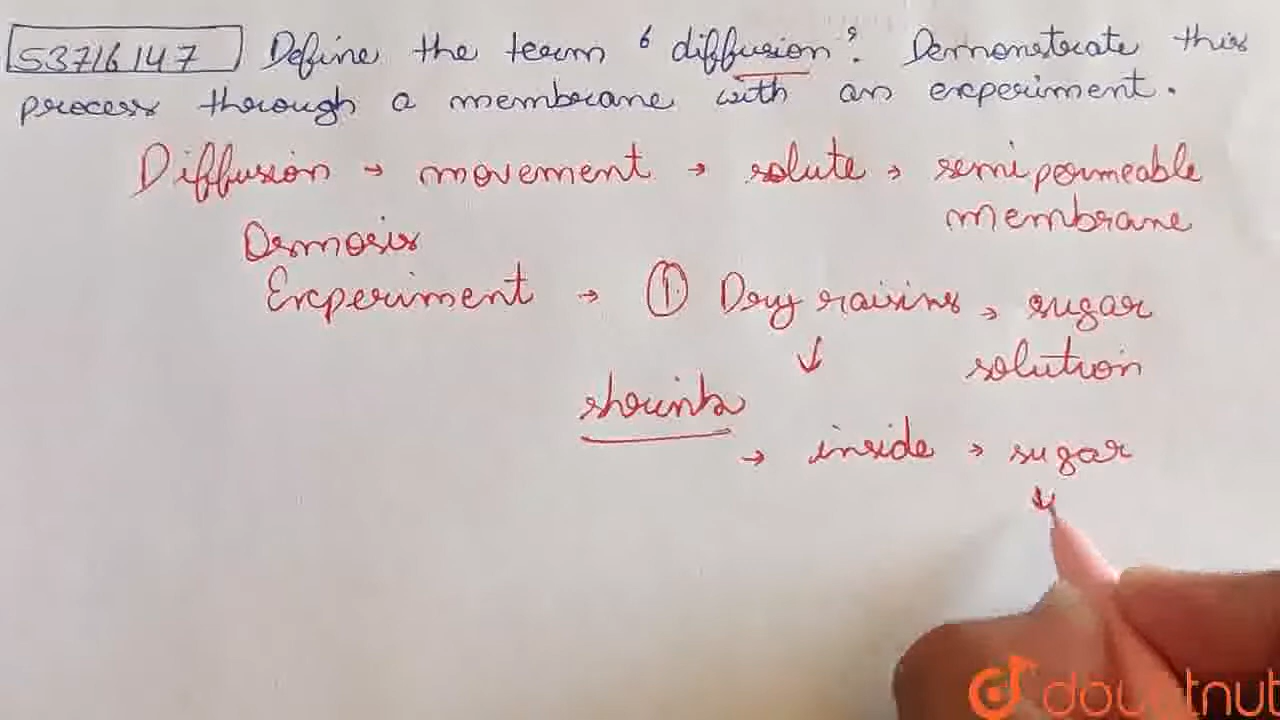 53716147 Define the term 'diffusion'. Demonstrate this
process through a membrane with an experiment.
Diffusion → movement → solute → semipermeable
membrane
Osmosis
Experiment → ① Dry raisins → sugar
solution
↓
shrinks
→ inside → sugar
↓
doubtnut